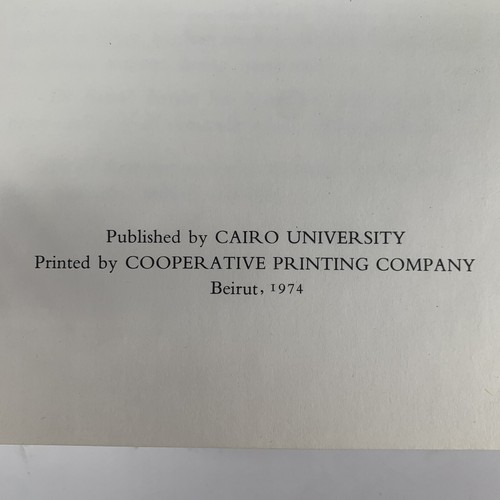 Published by CAIRO UNIVERSITY
Printed by COOPERATIVE PRINTING COMPANY
Beirut, 1974